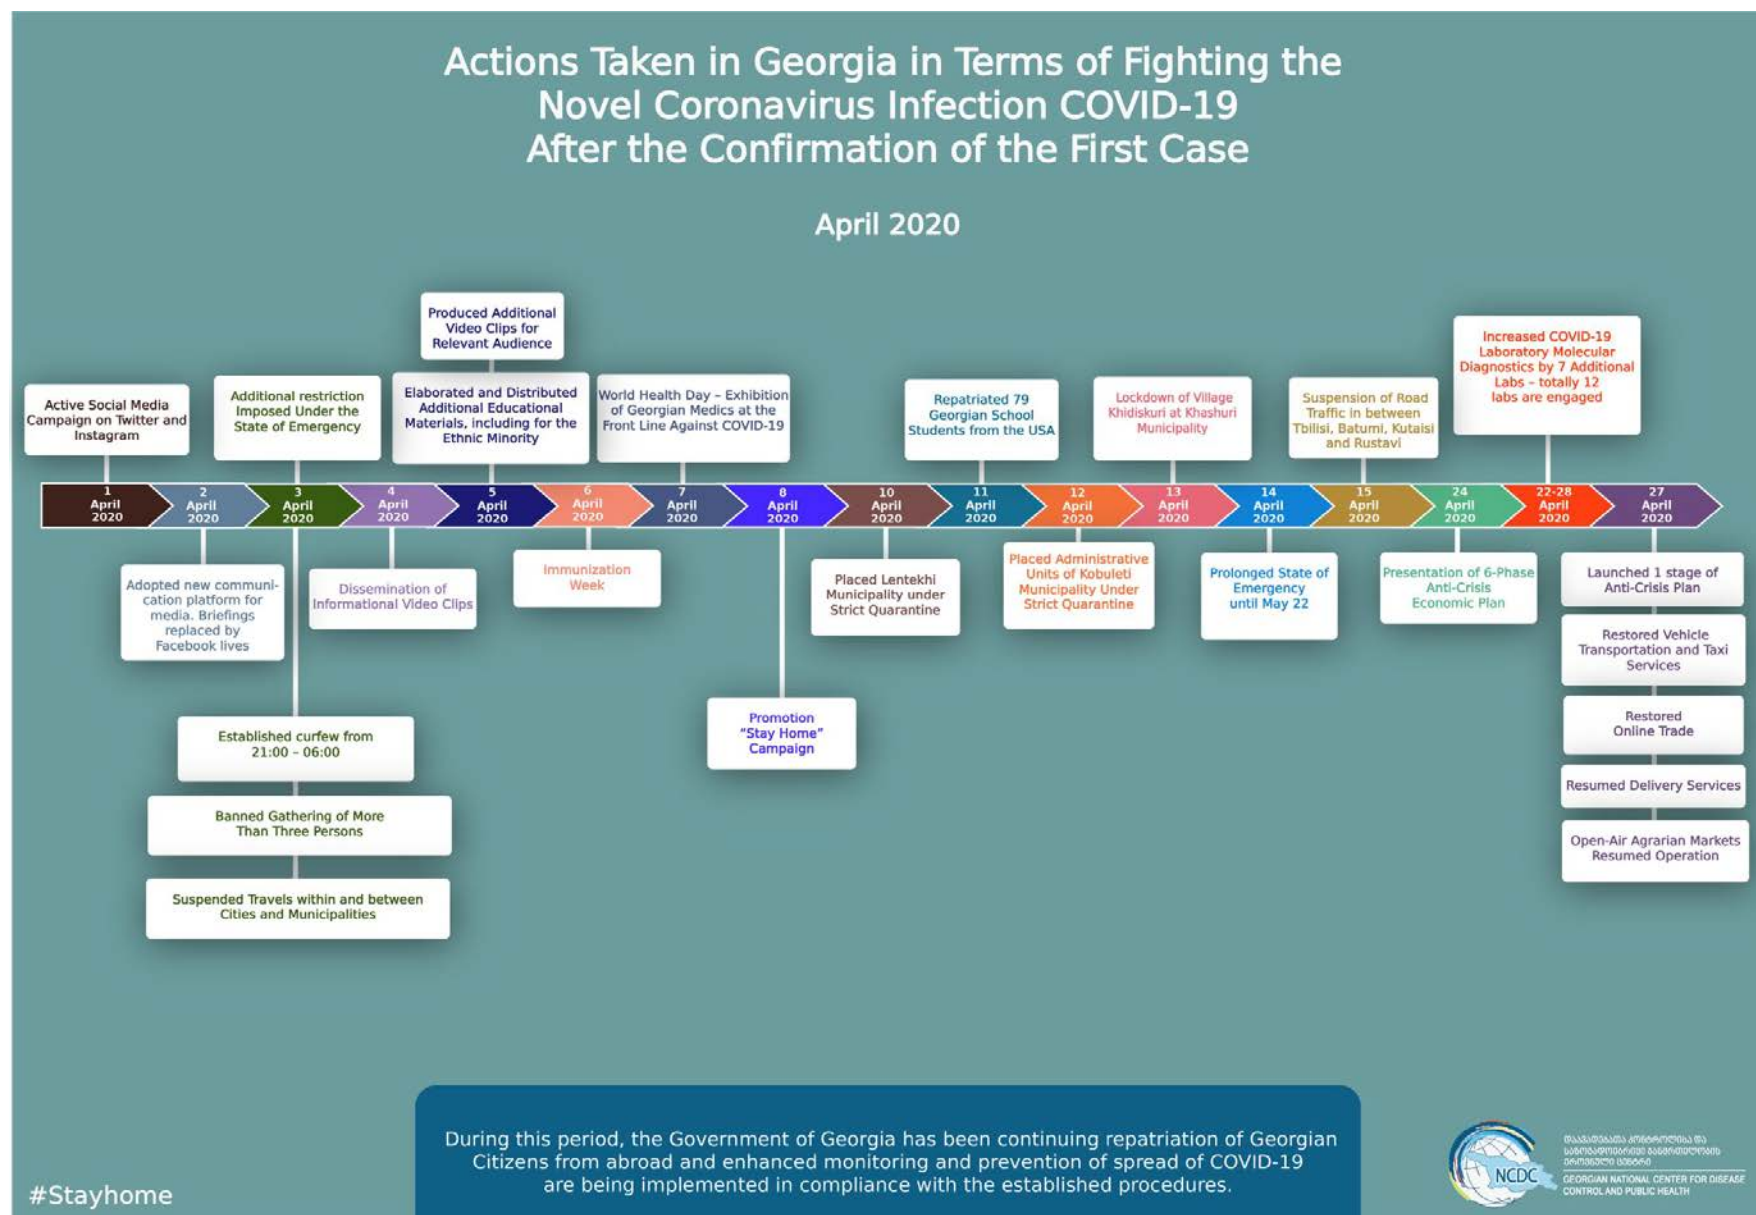 Actions Taken in Georgia in Terms of Fighting the
Novel Coronavirus Infection COVID-19
After the Confirmation of the First Case
April 2020
Produced Additional
Video Clips for
Relevant Audience
Active Social Media
Campaign on Twitter and
Instagram
Additional restriction
Imposed Under the
State of Emergency
Elaborated and Distributed
Additional Educational
Materials, including for the
Ethnic Minority
World Health Day – Exhibition
of Georgian Medics at the
Front Line Against COVID-19
Repatriated 79
Georgian School
Students from the USA
Lockdown of Village
Khidiskuri at Khashuri
Municipality
Suspension of Road
Traffic in between
Tbilisi, Batumi, Kutaisi
and Rustavi
Increased COVID-19
Laboratory Molecular
Diagnostics by 7 Additional
Labs – totally 12
labs are engaged
1
April
2020
2
April
2020
3
April
2020
4
April
2020
5
April
2020
6
April
2020
7
April
2020
8
April
2020
10
April
2020
11
April
2020
12
April
2020
13
April
2020
14
April
2020
15
April
2020
24
April
2020
22-28
April
2020
27
April
2020
Adopted new communi-
cation platform for
media. Briefings
replaced by
Facebook lives
Dissemination of
Informational Video Clips
Immunization
Week
Placed Lentekhi
Municipality under
Strict Quarantine
Placed Administrative
Units of Kobuleti
Municipality Under
Strict Quarantine
Prolonged State of
Emergency
until May 22
Presentation of 6-Phase
Anti-Crisis
Economic Plan
Launched 1 stage of
Anti-Crisis Plan
Restored Vehicle
Transportation and Taxi
Services
Restored
Online Trade
Resumed Delivery Services
Open-Air Agrarian Markets
Resumed Operation
Established curfew from
21:00 – 06:00
Banned Gathering of More
Than Three Persons
Suspended Travels within and between
Cities and Municipalities
Promotion
“Stay Home”
Campaign
During this period, the Government of Georgia has been continuing repatriation of Georgian
Citizens from abroad and enhanced monitoring and prevention of spread of COVID-19
are being implemented in compliance with the established procedures.
#Stayhome
NCDC
დაავადებათა კონტროლისა და
საზოგადოებრივი ჯანმრთელობის
ეროვნული ცენტრი
GEORGIAN NATIONAL CENTER FOR DISEASE
CONTROL AND PUBLIC HEALTH